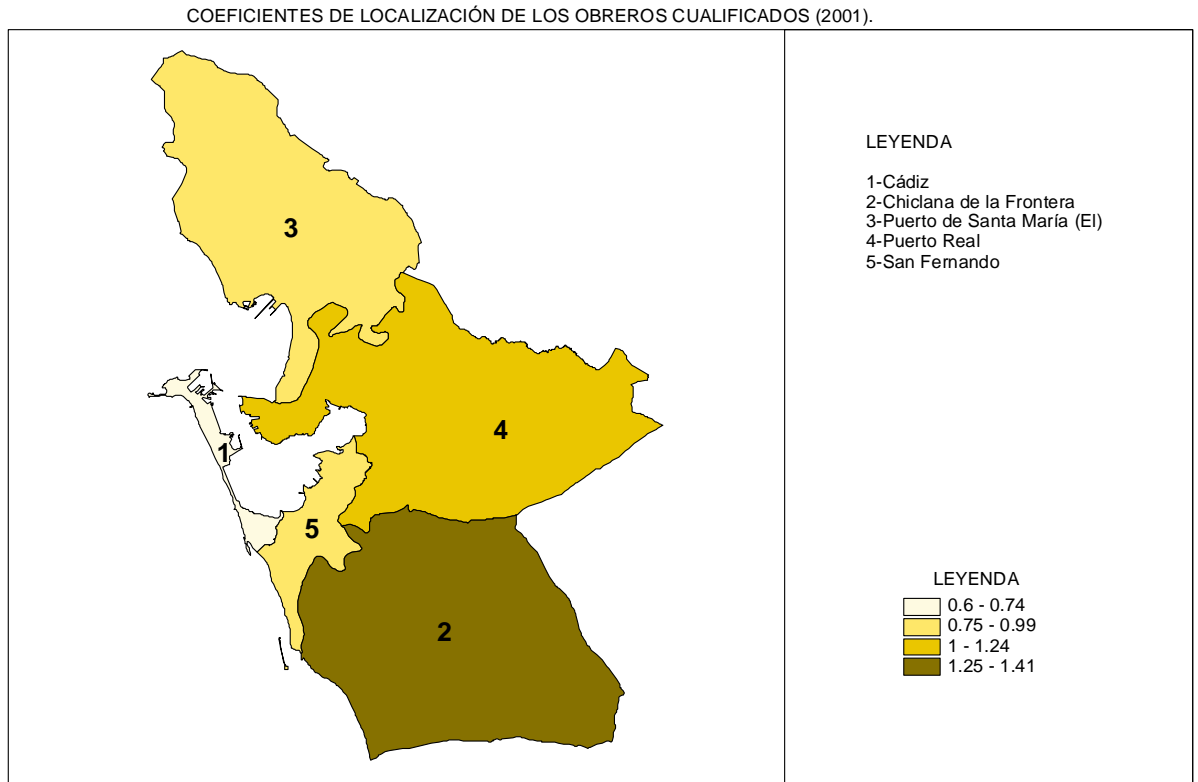 COEFICIENTES DE LOCALIZACIÓN DE LOS OBREROS CUALIFICADOS (2001).
LEYENDA
1-Cádiz
2-Chiclana de la Frontera
3-Puerto de Santa María (El)
4-Puerto Real
5-San Fernando
3
4
1
5
2
LEYENDA
0.6 - 0.74
0.75 - 0.99
1 - 1.24
1.25 - 1.41